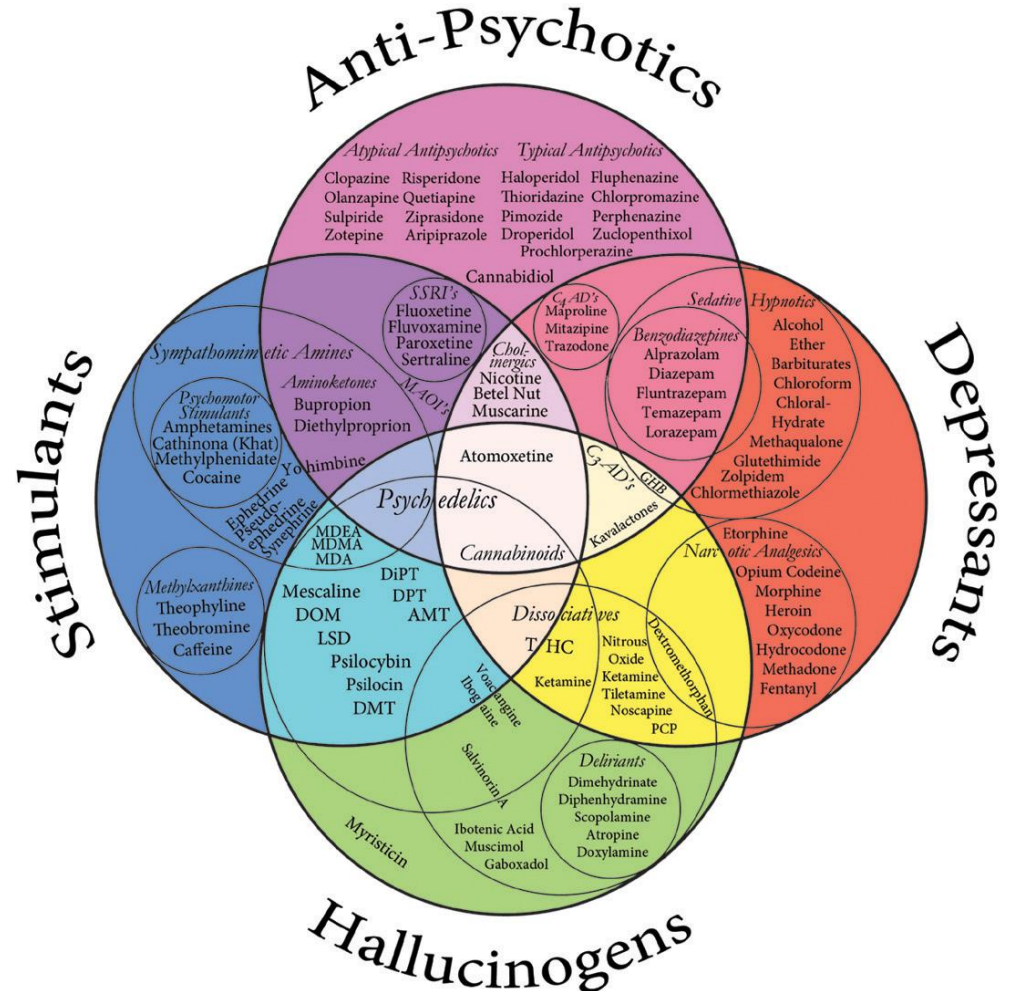 Anti-Psychotics
Atypical Antipsychotics
Clopazine Risperidone
Olanzapine Quetiapine
Sulpiride Ziprasidone
Zotepine Aripiprazole
Typical Antipsychotics
Haloperidol Fluphenazine
Thioridazine Chlorpromazine
Pimozide Perphenazine
Droperidol Zuclopenthixol
Prochlorperazine
Cannabidiol
SSRI's
Fluoxetine
Fluvoxamine
Paroxetine
Sertraline
C4 AD's
Maproline
Mitazipine
Trazodone
Sedative Hypnotics
Benzodiazepines
Alprazolam
Diazepam
Fluntrazepam
Temazepam
Lorazepam
Alcohol
Ether
Barbiturates
Chloroform
Chloral-
Hydrate
Methaqualone
Glutethimide
Zolpidem
Chlormethiazole
Depressants
Stimulants
Sympathomimetic Amines
Psychomotor
Stimulants
Amphetamines
Cathinona (Khat)
Methylphenidate
Cocaine
Aminoketones
Bupropion
Diethylproprion
MAOI's
Yohimbine
Ephedrine
Pseudo-
ephedrine
Synephrine
Methylxanthines
Theophyline
Theobromine
Caffeine
Chol-
inergics
Nicotine
Betel Nut
Muscarine
Atomoxetine
C3 AD's
GHB
Kavalactones
Psychedelics
Cannabinoids
MDEA
MDMA
MDA
DiPT
DPT
AMT
Mescaline
DOM
LSD
Psilocybin
Psilocin
DMT
Etorphine
Narcotic Analgesics
Opium Codeine
Morphine
Heroin
Oxycodone
Hydrocodone
Methadone
Fentanyl
Dissociatives
THC
Ketamine
Nitrous
Oxide
Ketamine
Tiletamine
Noscapine
PCP
Dextromethorphan
Voacangine
Ibogaine
Salvinorin A
Deliriants
Dimehydrinate
Diphenhydramine
Scopolamine
Atropine
Doxylamine
Ibotenic Acid
Muscimol
Gaboxadol
Myristicin
Hallucinogens